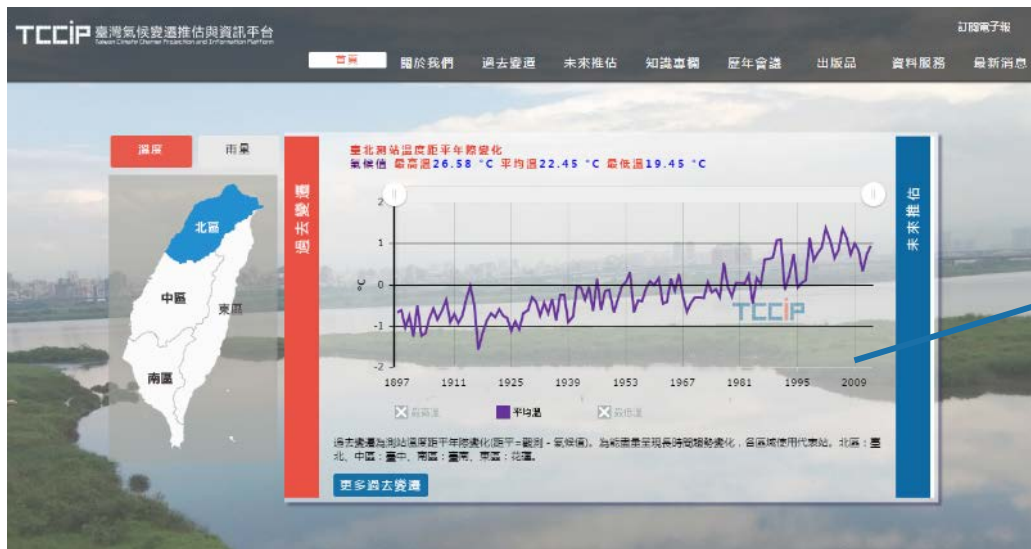 TCCIP 臺灣氣候變遷推估與資訊平台
Taiwan Climate Change Projection and Information Platform
訂閱電子報
首頁 關於我們 過去變遷 未來推估 知識專欄 歷年會議 出版品 資料服務 最新消息
溫度 雨量
北區
中區
東區
南區
過去變遷
臺北測站溫度距平年際變化
氣候值 最高溫26.58 °C 平均溫22.45 °C 最低溫19.45 °C
°C
2
1
0
-1
-2
TCCIP
1897 1911 1925 1939 1953 1967 1981 1995 2009
最高溫 平均溫 最低溫
過去變遷為測站溫度距平年際變化(距平=觀測 - 氣候值)。為能盡量呈現長時間趨勢變化，各區域使用代表站。北區：臺
北、中區：臺中、南區：臺南、東區：花蓮。
更多過去變遷
未來推估